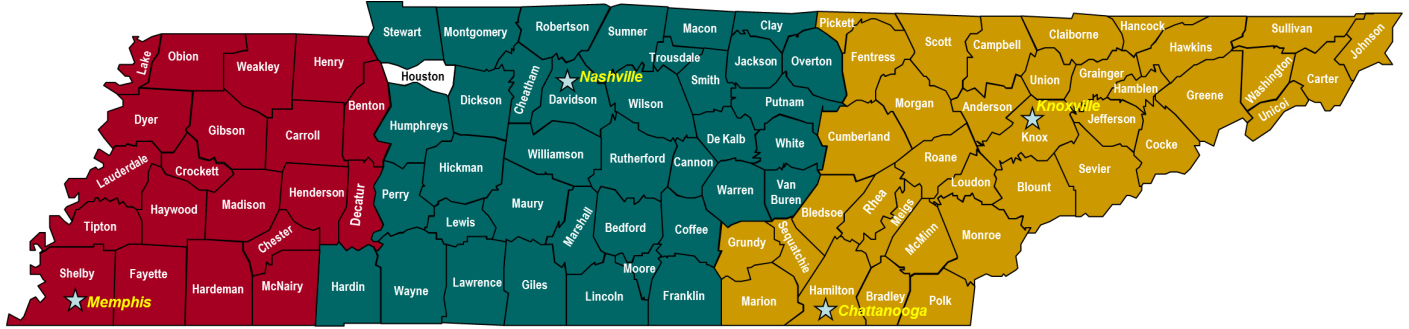 Stewart
Montgomery
Robertson
Sumner
Macon
Clay
Pickett
Scott
Campbell
Claiborne
Hancock
Hawkins
Sullivan
Johnson
Lake
Obion
Weakley
Henry
Houston
Cheatham
Nashville
Davidson
Trousdale
Smith
Jackson
Overton
Fentress
Union
Grainger
Hamblen
Washington
Carter
Unicoi
Greene
Benton
Dickson
Wilson
Putnam
Morgan
Anderson
Knoxville
Knox
Jefferson
Cocke
Dyer
Gibson
Carroll
Humphreys
De Kalb
White
Cumberland
Lauderdale
Crockett
Hickman
Williamson
Rutherford
Cannon
Roane
Loudon
Blount
Sevier
Haywood
Madison
Henderson
Decatur
Perry
Lewis
Maury
Marshall
Bedford
Coffee
Warren
Van
Buren
Bledsoe
Rhea
Meigs
McMinn
Monroe
Tipton
Chester
Grundy
Sequatchie
Shelby
Memphis
Fayette
Hardeman
McNairy
Hardin
Wayne
Lawrence
Giles
Lincoln
Moore
Franklin
Marion
Hamilton
Chattanooga
Bradley
Polk